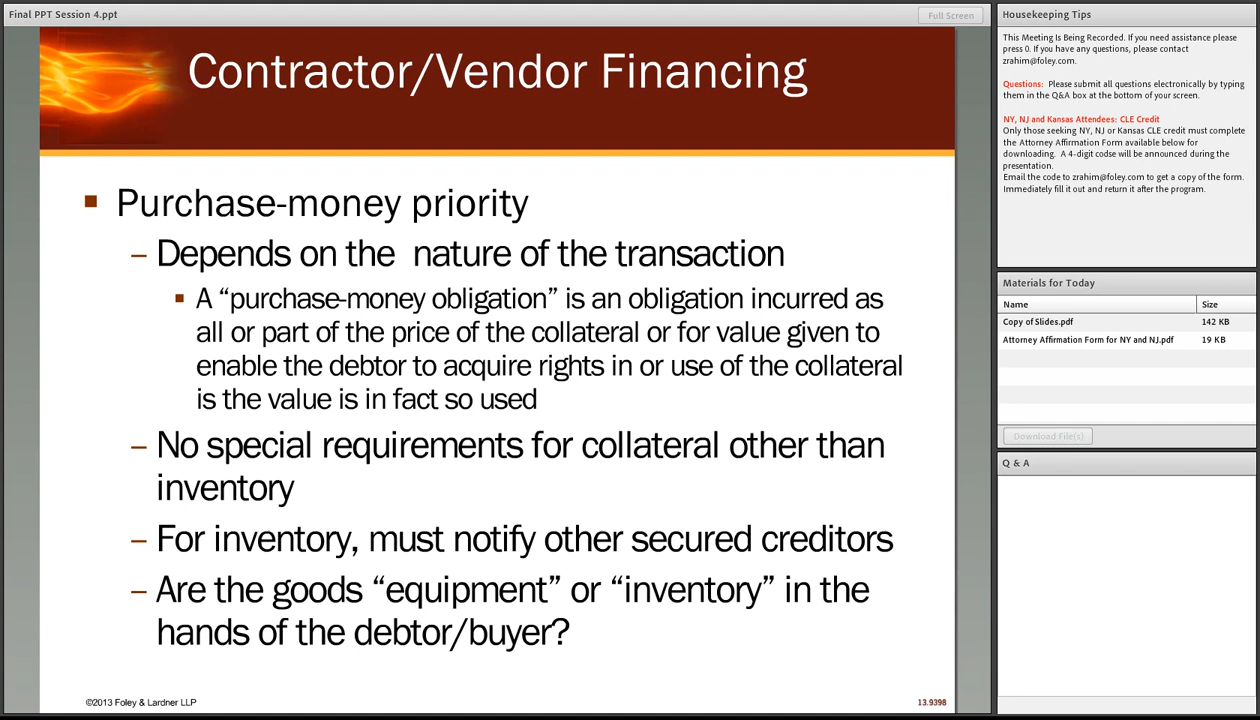 Final PPT Session 4.ppt
Full Screen
Contractor/Vendor Financing
▪ Purchase-money priority
– Depends on the nature of the transaction
▪ A “purchase-money obligation” is an obligation incurred as
all or part of the price of the collateral or for value given to
enable the debtor to acquire rights in or use of the collateral
is the value is in fact so used
– No special requirements for collateral other than
inventory
– For inventory, must notify other secured creditors
– Are the goods “equipment” or “inventory” in the
hands of the debtor/buyer?
©2013 Foley & Lardner LLP
13.9398
Housekeeping Tips
This Meeting Is Being Recorded. If you need assistance please
press 0. If you have any questions, please contact
zrahim@foley.com.
Questions: Please submit all questions electronically by typing
them in the Q&A box at the bottom of your screen.
NY, NJ and Kansas Attendees: CLE Credit
Only those seeking NY, NJ or Kansas CLE credit must complete
the Attorney Affirmation Form available below for
downloading. A 4-digit codse will be announced during the
presentation.
Email the code to zrahim@foley.com to get a copy of the form.
Immediately fill it out and return it after the program.
Materials for Today
Name Size
Copy of Slides.pdf 142 KB
Attorney Affirmation Form for NY and NJ.pdf 19 KB
Download File(s)
Q & A